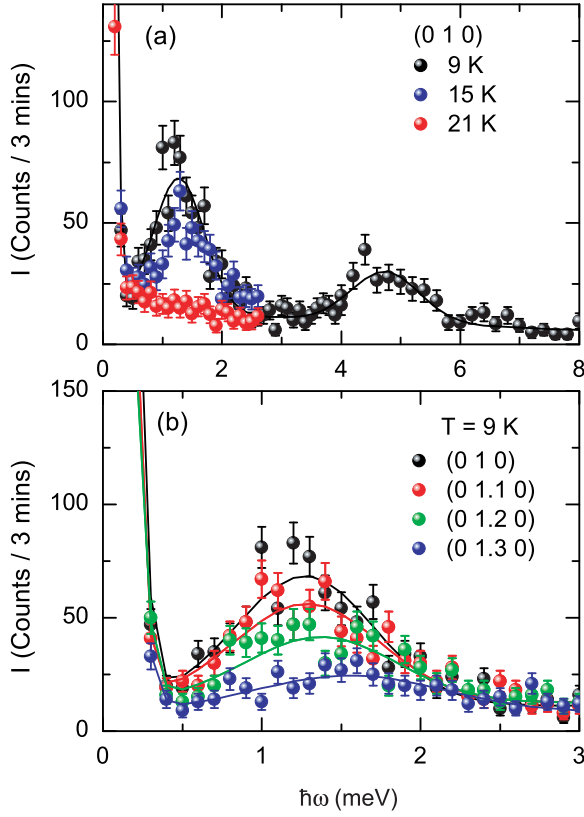 (a)
(0 1 0)
9 K
15 K
21 K
I (Counts / 3 mins)
100
50
0
0 2 4 6 8
(b)
T = 9 K
(0 1 0)
(0 1.1 0)
(0 1.2 0)
(0 1.3 0)
I (Counts / 3 mins)
150
100
50
0
0 1 2 3
ħω (meV)